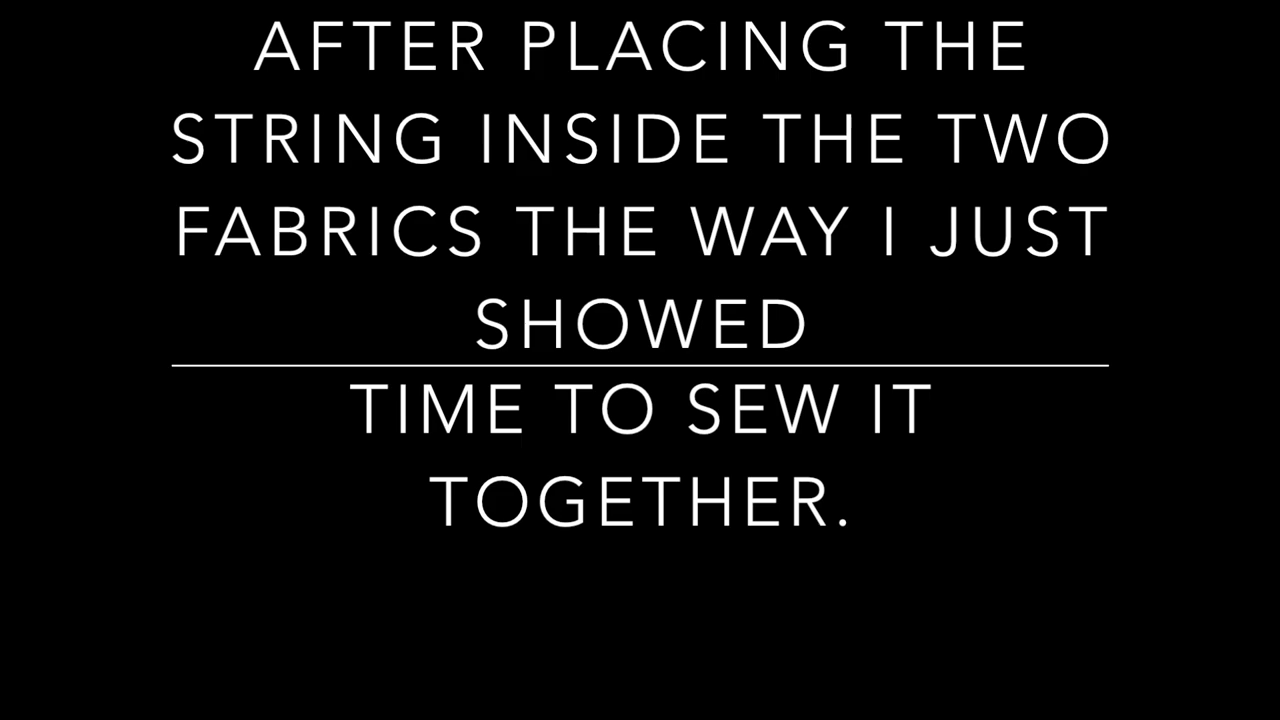 AFTER PLACING THE
STRING INSIDE THE TWO
FABRICS THE WAY I JUST
SHOWED
TIME TO SEW IT
TOGETHER.